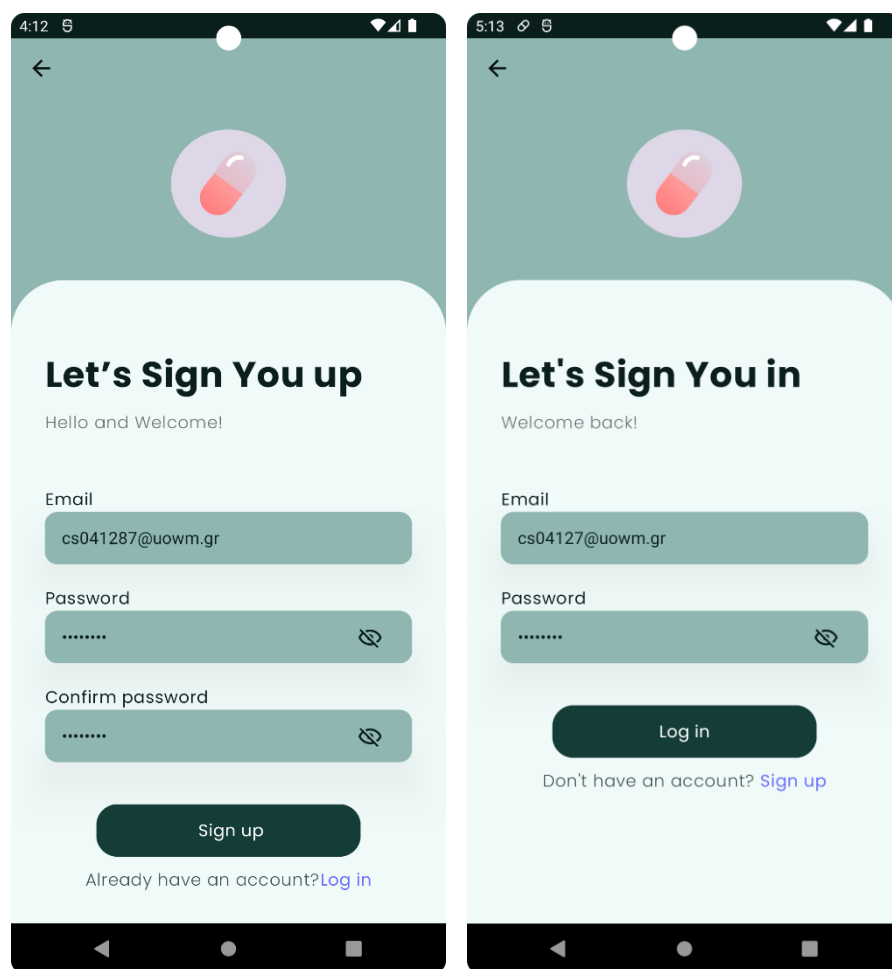 4:12
Let’s Sign You up
Hello and Welcome!
Email
cs041287@uowm.gr
Password
••••••••
Confirm password
••••••••
Sign up
Already have an account?Log in
5:13
Let's Sign You in
Welcome back!
Email
cs04127@uowm.gr
Password
••••••••
Log in
Don't have an account? Sign up